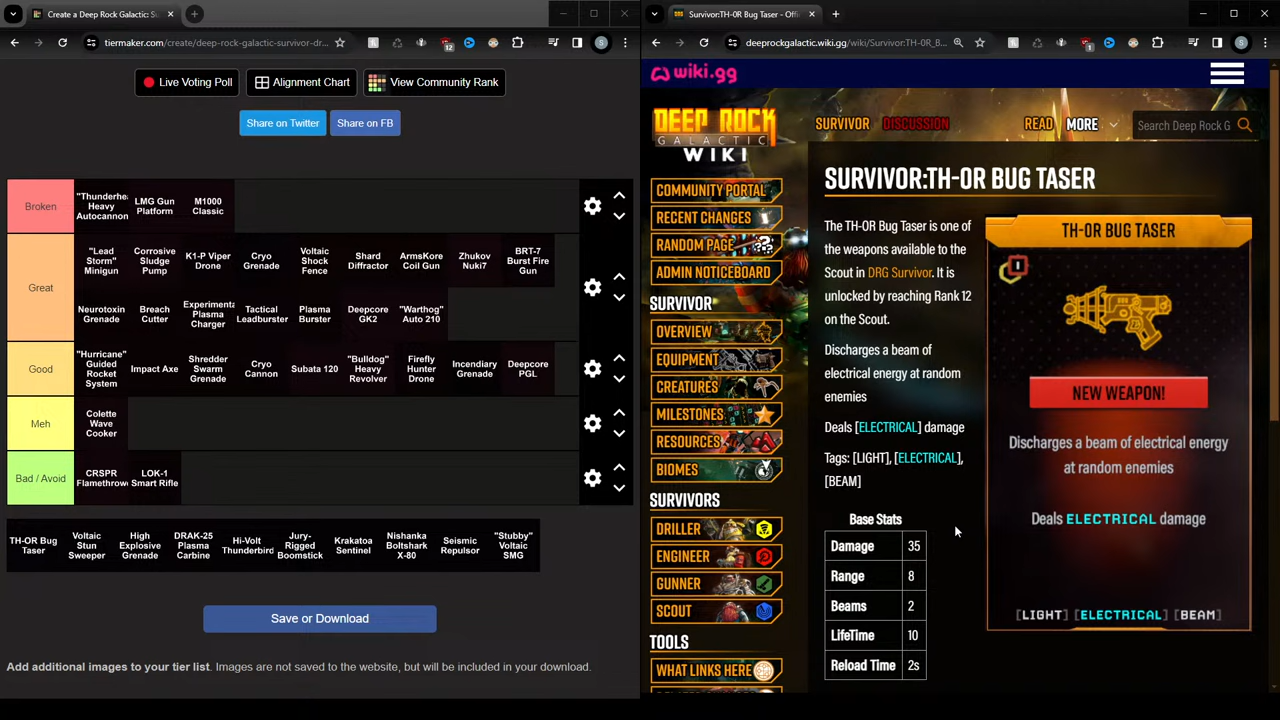 Create a Deep Rock Galactic: Su
tiermaker.com/create/deep-rock-galactic-survivor-dr...
12
S
Live Voting Poll
Alignment Chart
View Community Rank
Share on Twitter
Share on FB
Broken
"Thunderhe
Heavy
Autocannon
LMG Gun
Platform
M1000
Classic
Great
"Lead
Storm"
Minigun
Corrosive
Sludge
Pump
K1-P Viper
Drone
Cryo
Grenade
Voltaic
Shock
Fence
Shard
Diffractor
ArmsKore
Coil Gun
Zhukov
Nuki7
BRT-7
Burst Fire
Gun
Neurotoxin
Grenade
Breach
Cutter
Experimenta
Plasma
Charger
Tactical
Leadburster
Plasma
Burster
Deepcore
GK2
"Warthog"
Auto 210
Good
"Hurricane"
Guided
Rocket
System
Impact Axe
Shredder
Swarm
Grenade
Cryo
Cannon
Subata 120
"Bulldog"
Heavy
Revolver
Firefly
Hunter
Drone
Incendiary
Grenade
Deepcore
PGL
Meh
Colette
Wave
Cooker
Bad / Avoid
CRSPR
Flamethrow
LOK-1
Smart Rifle
TH-OR Bug
Taser
Voltaic
Stun
Sweeper
High
Explosive
Grenade
DRAK-25
Plasma
Carbine
Hi-Volt
Thunderbird
Jury-
Rigged
Boomstick
Krakatoa
Sentinel
Nishanka
Boltshark
X-80
Seismic
Repulsor
"Stubby"
Voltaic
SMG
Save or Download
Add additional images to your tier list. Images are not saved to the website, but will be included in your download.
Survivor:TH-0R Bug Taser - Offi
deeprockgalactic.wiki.gg/wiki/Survivor:TH-0R_B...
1
S
wiki.gg
DEEP ROCK
GALACTIC
WIKI
SURVIVOR
DISCUSSION
READ
MORE
Search Deep Rock G
COMMUNITY PORTAL
RECENT CHANGES
RANDOM PAGE
ADMIN NOTICEBOARD
SURVIVOR
OVERVIEW
EQUIPMENT
CREATURES
MILESTONES
RESOURCES
BIOMES
SURVIVORS
DRILLER
ENGINEER
GUNNER
SCOUT
TOOLS
WHAT LINKS HERE
SURVIVOR:TH-0R BUG TASER
The TH-0R Bug Taser is one of
the weapons available to the
Scout in DRG Survivor. It is
unlocked by reaching Rank 12
on the Scout.
Discharges a beam of
electrical energy at random
enemies
Deals [ELECTRICAL] damage
Tags: [LIGHT], [ELECTRICAL],
[BEAM]
Base Stats
Damage 35
Range 8
Beams 2
LifeTime 10
Reload Time 2s
TH-0R BUG TASER
I
NEW WEAPON!
Discharges a beam of electrical energy
at random enemies
Deals ELECTRICAL damage
[LIGHT] [ELECTRICAL] [BEAM]